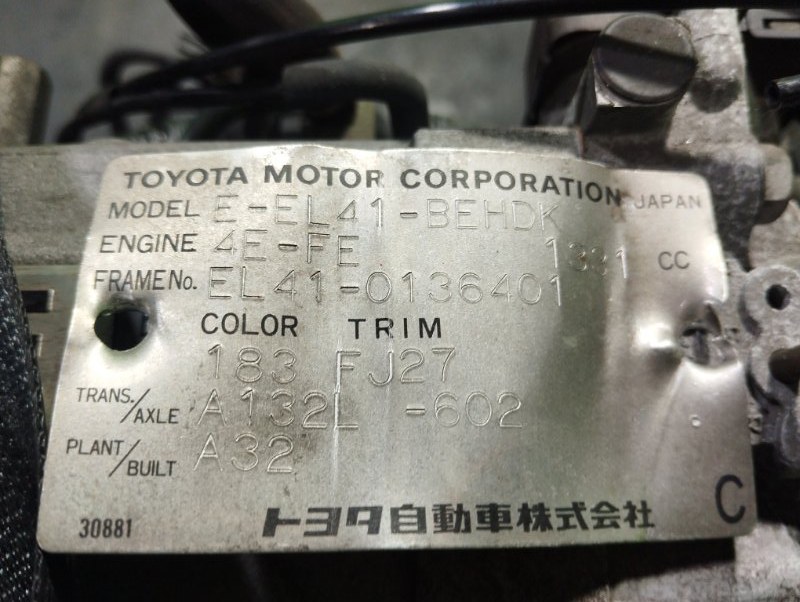 TOYOTA MOTOR CORPORATION JAPAN
MODEL E-EL41-BEHDK
ENGINE 4E-FE 1331 CC
FRAME No. EL41-0136401
COLOR TRIM
183 FJ27
TRANS./AXLE A132L -602
PLANT/BUILT A32
30881 トヨタ自動車株式会社 C